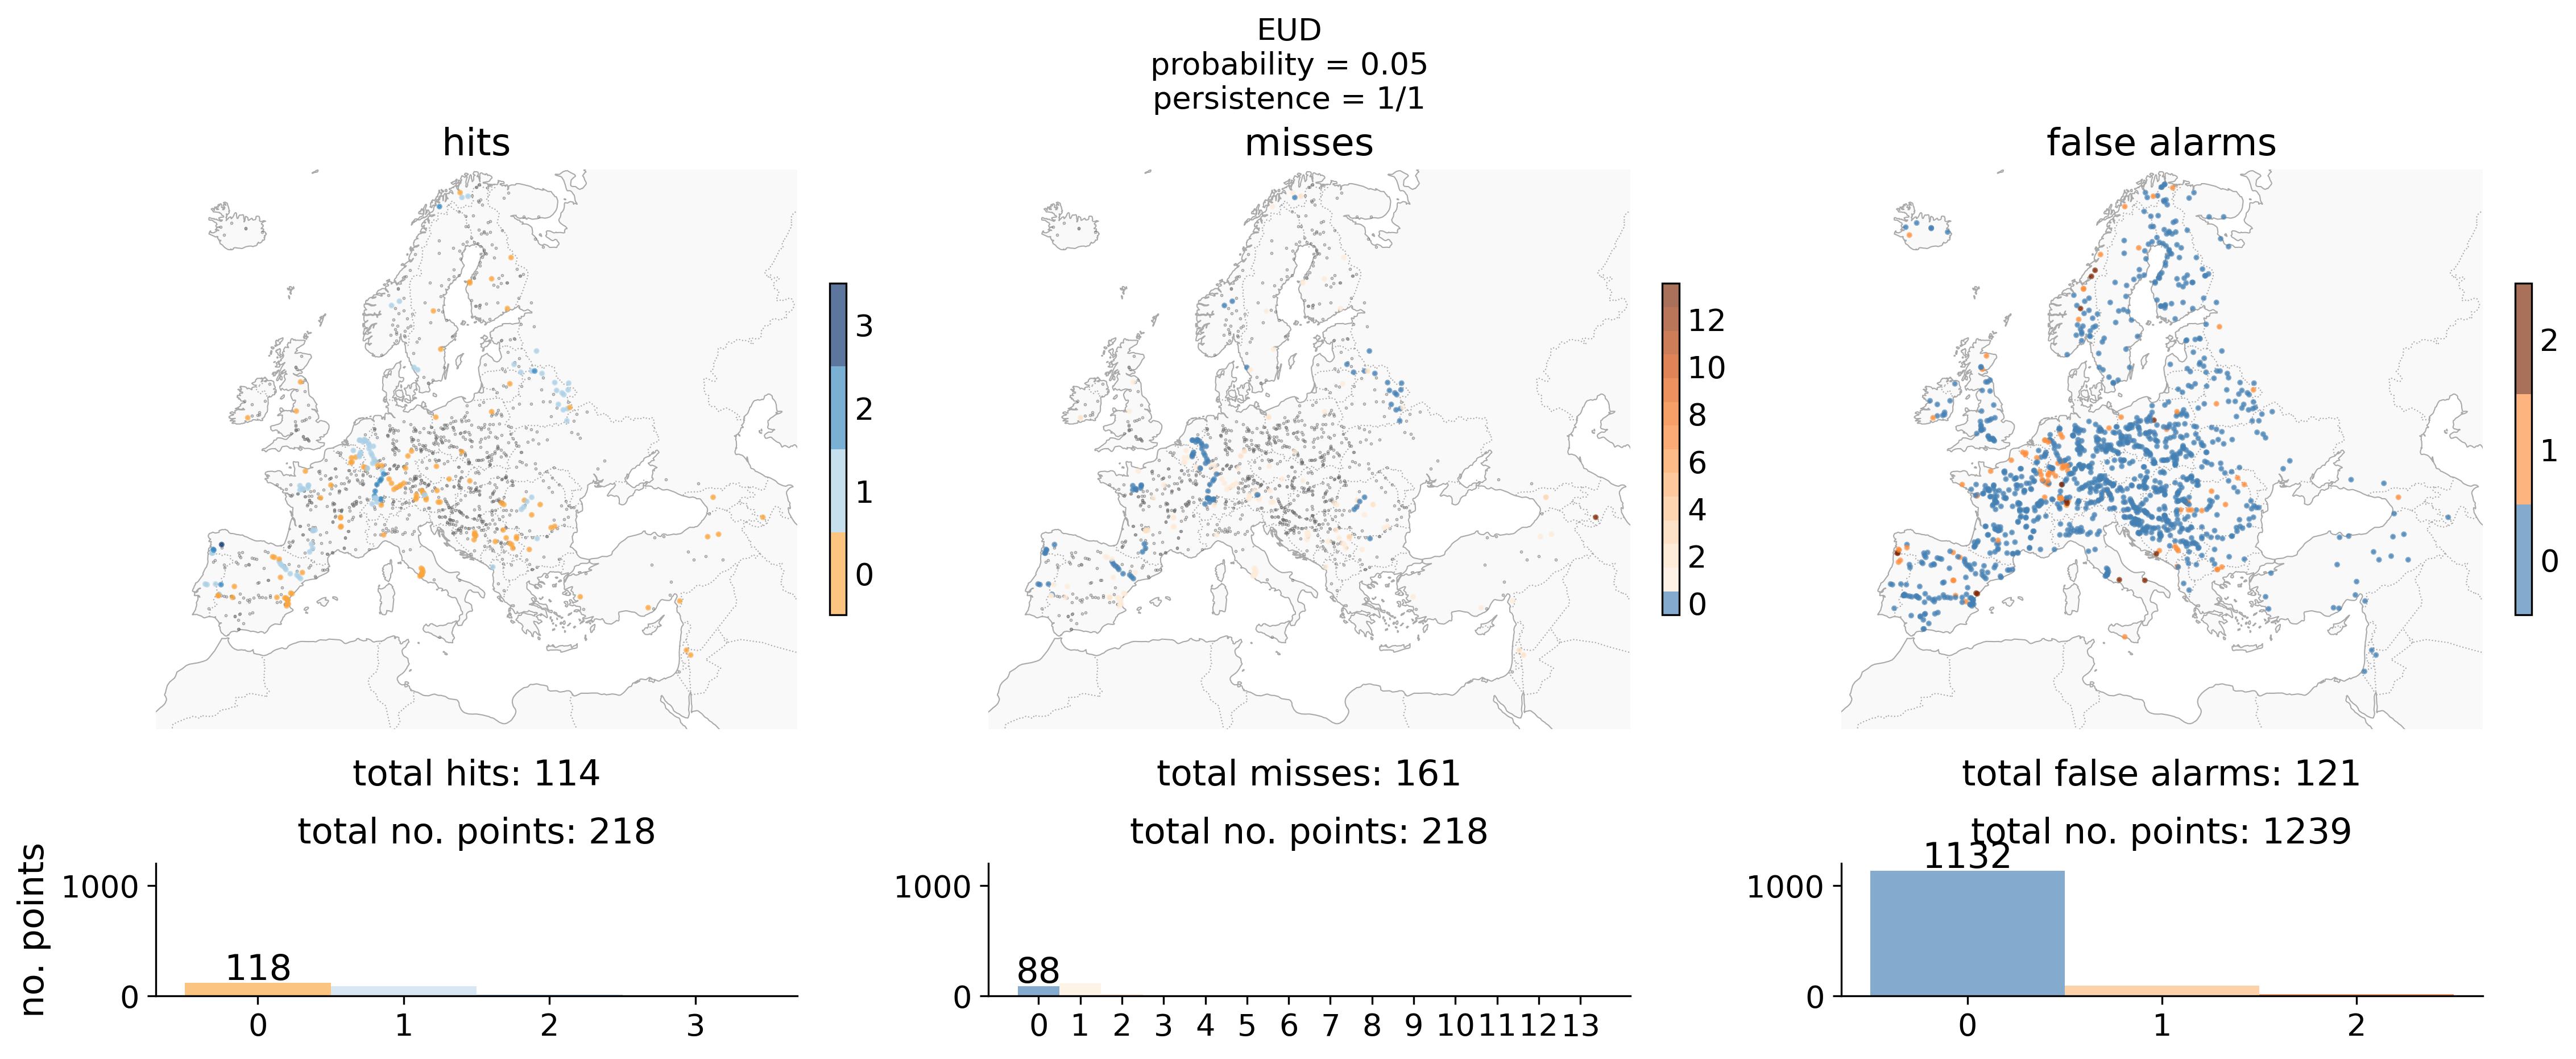 EUD
probability = 0.05
persistence = 1/1
hits
misses
false alarms
3
2
1
0
12
10
8
6
4
2
0
2
1
0
total hits: 114
total misses: 161
total false alarms: 121
total no. points: 218
total no. points: 218
total no. points: 1239
no. points
1000
0
118
0 1 2 3
1000
0
88
0 1 2 3 4 5 6 7 8 9 10 11 12 13
1000
0
1132
0 1 2